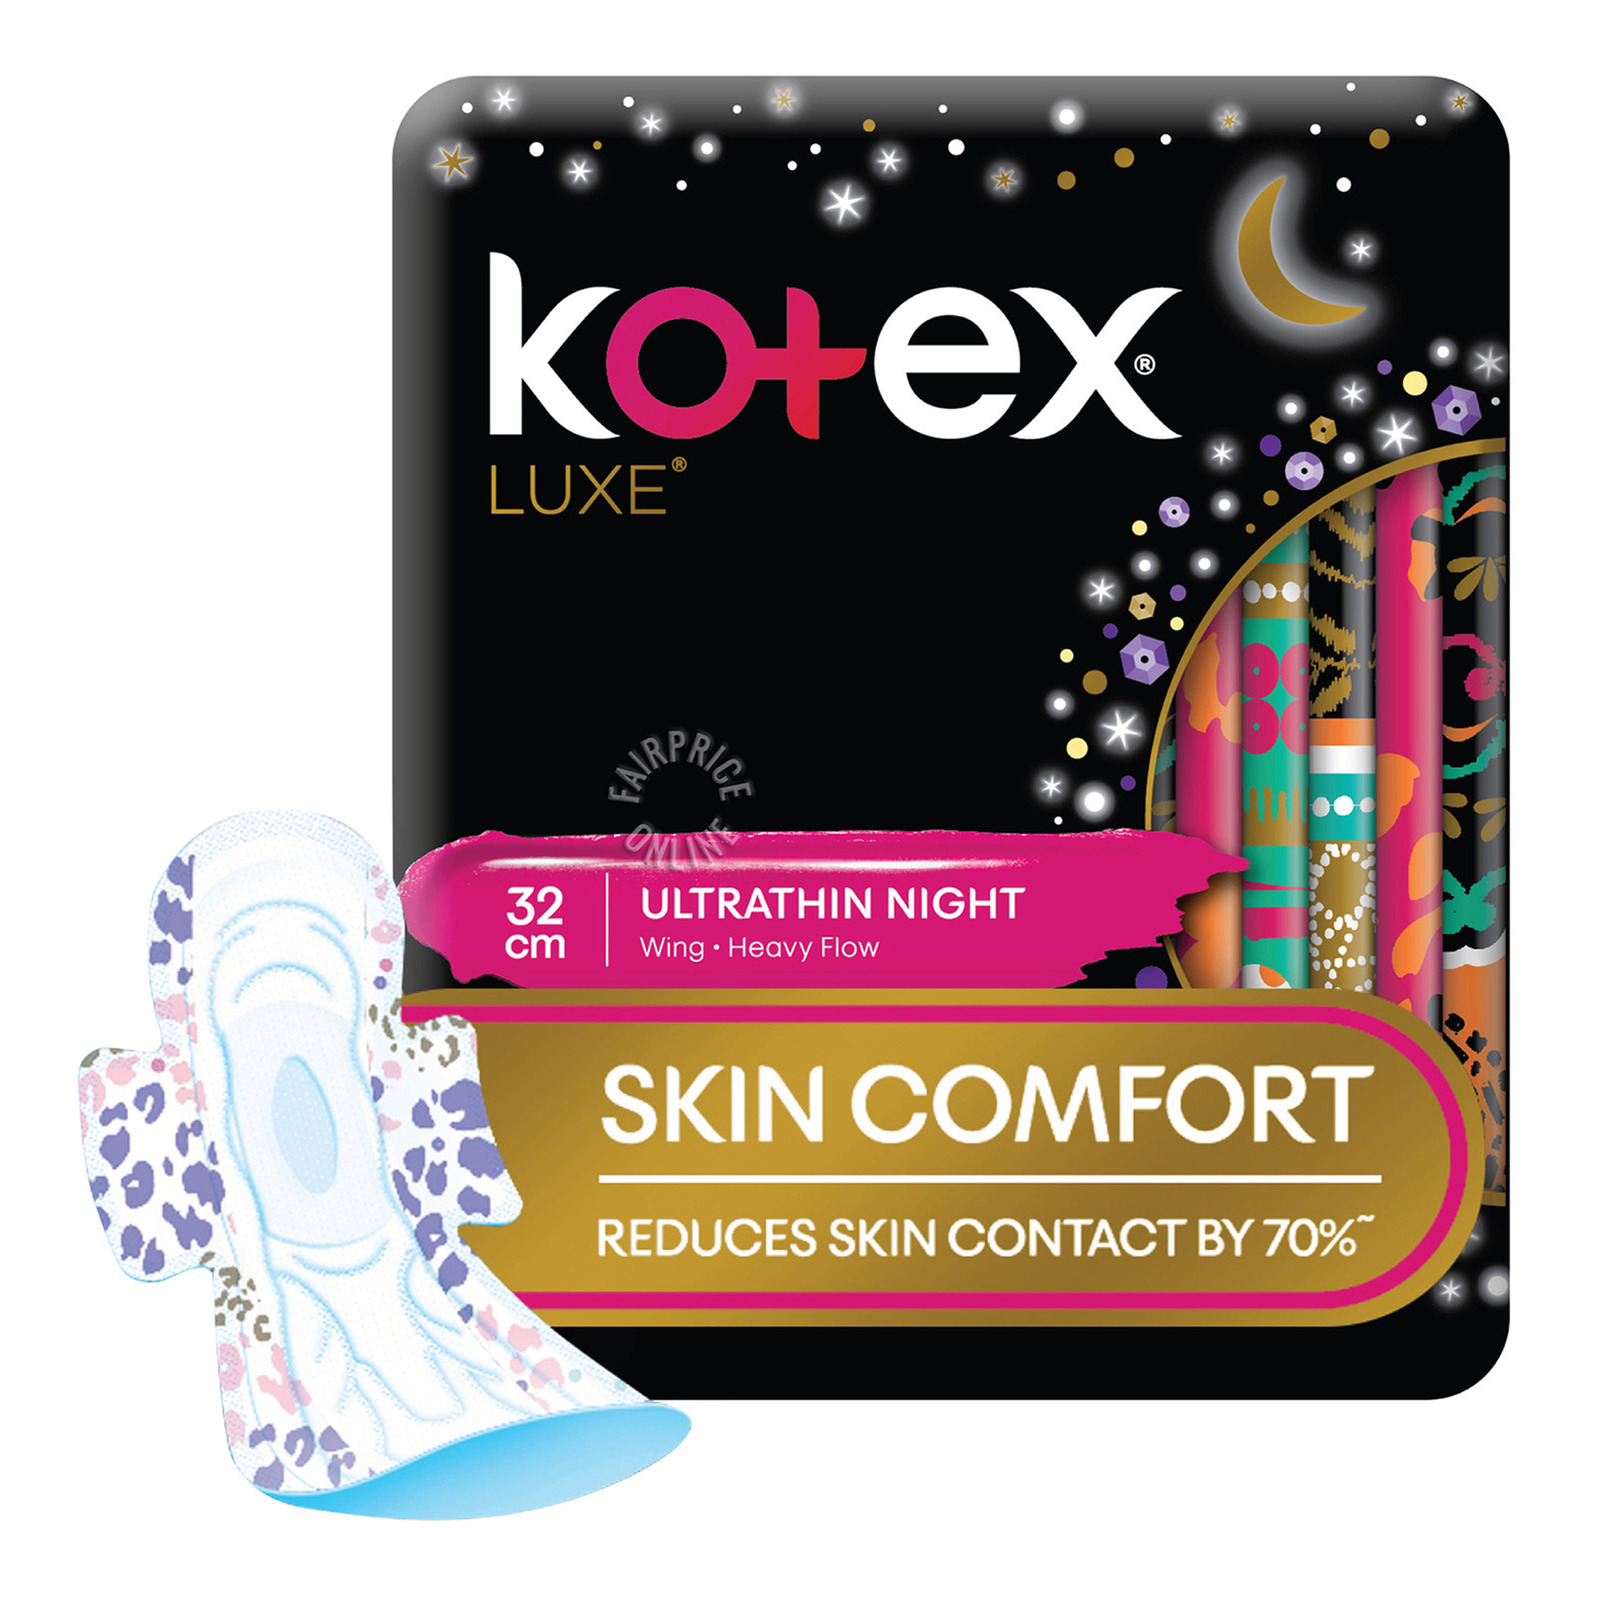 kotex®
LUXE®
FAIRPRICE
ONLINE
32
cm
ULTRATHIN NIGHT
Wing • Heavy Flow
SKIN COMFORT
REDUCES SKIN CONTACT BY 70%~